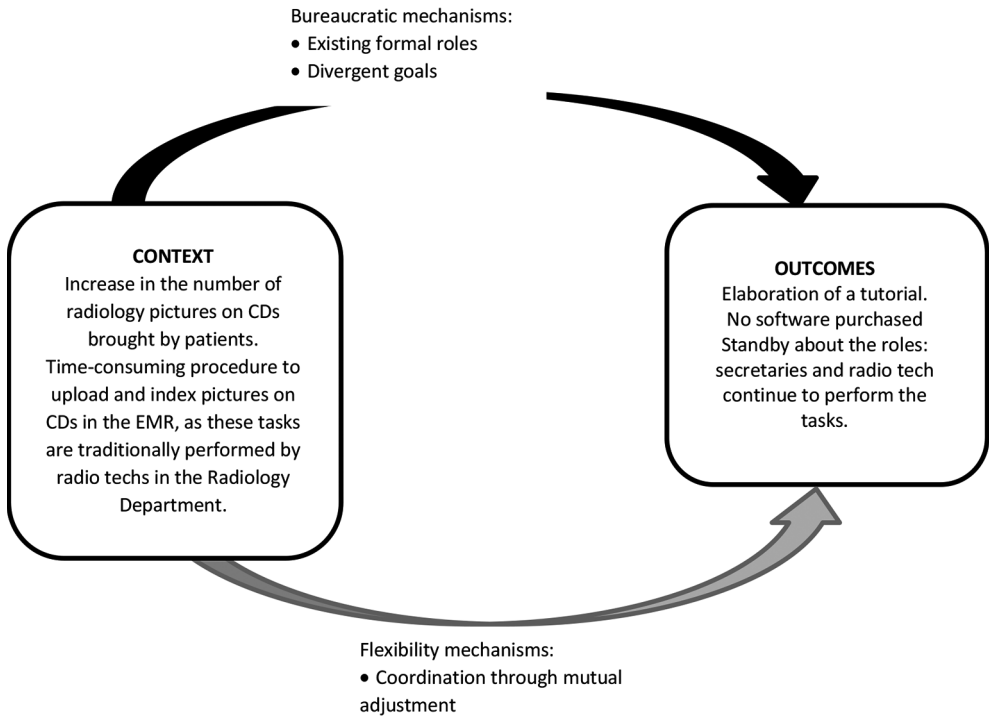 Bureaucratic mechanisms:
• Existing formal roles
• Divergent goals
CONTEXT
Increase in the number of
radiology pictures on CDs
brought by patients.
Time-consuming procedure to
upload and index pictures on
CDs in the EMR, as these tasks
are traditionally performed by
radio techs in the Radiology
Department.
OUTCOMES
Elaboration of a tutorial.
No software purchased
Standby about the roles:
secretaries and radio tech
continue to perform the
tasks.
Flexibility mechanisms:
• Coordination through mutual
adjustment